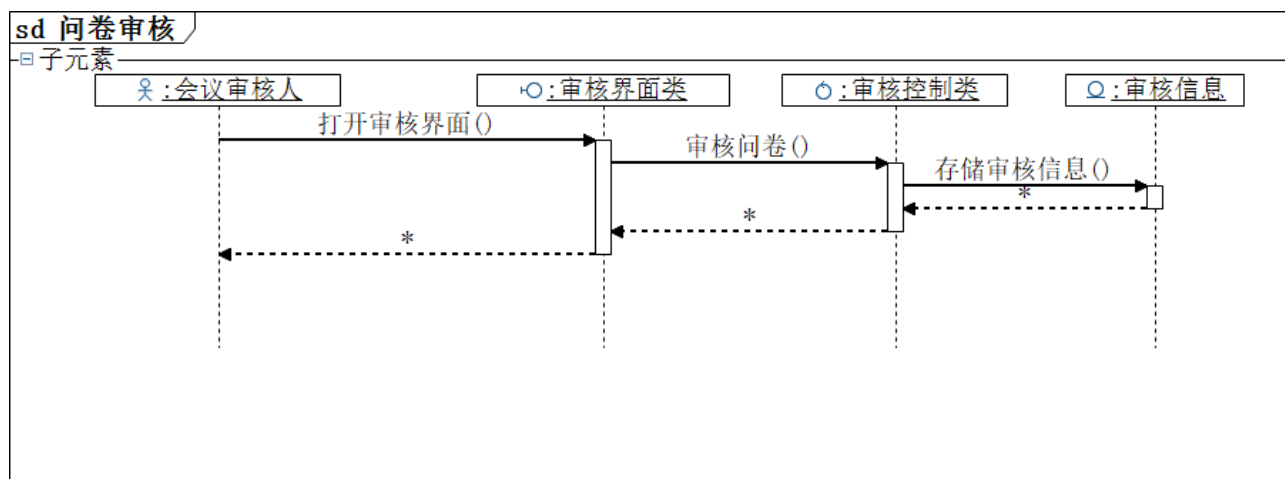 sd 问卷审核
子元素
:会议审核人
:审核界面类
:审核控制类
:审核信息
打开审核界面()
审核问卷()
存储审核信息()
*
*
*